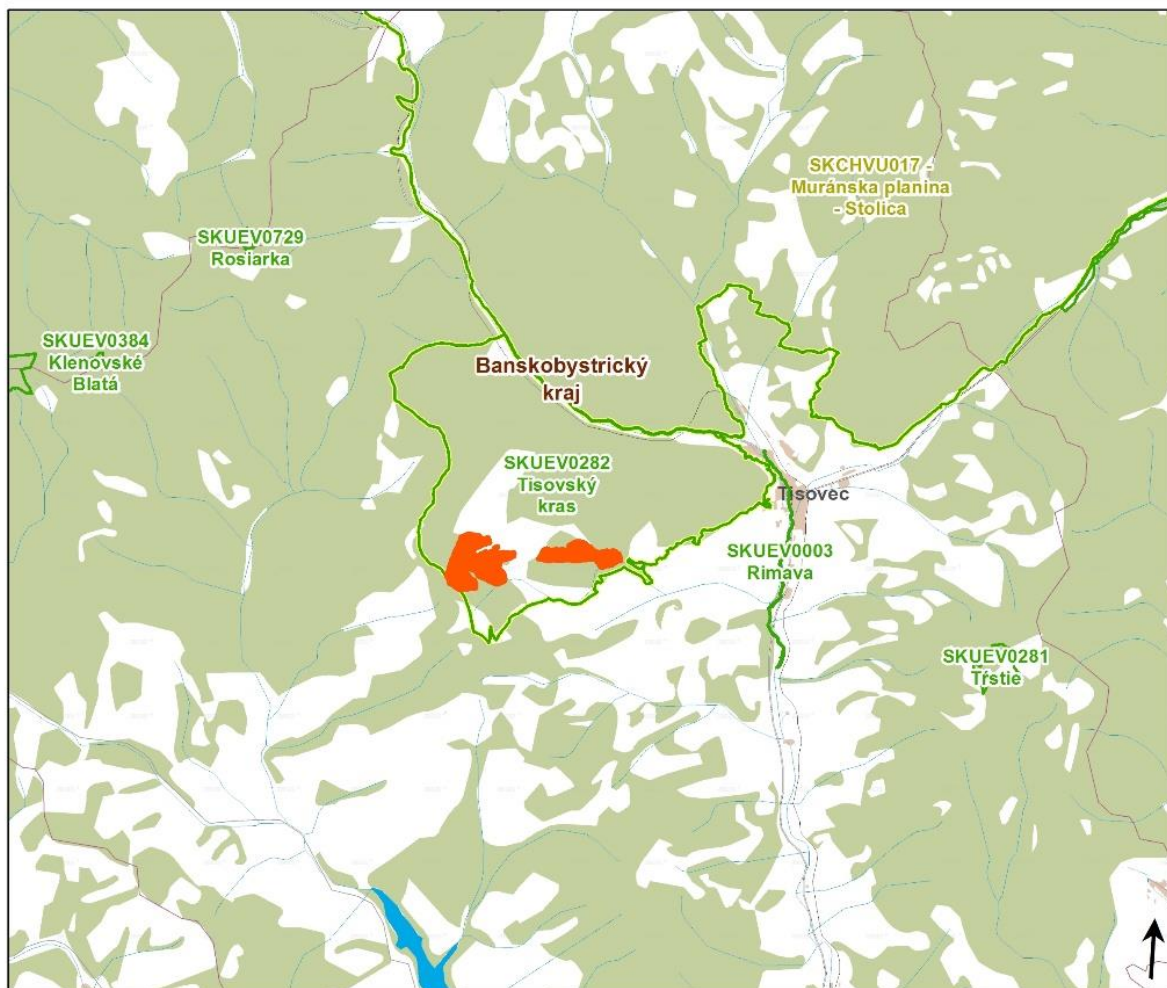 SKCHVU017 -
Muránska planina
- Stolica
SKUEV0729
Rosiarka
SKUEV0384
Klenovské
Blatá
Banskobystrický
kraj
SKUEV0282
Tisovský
kras
Tisovec
SKUEV0003
Rimava
SKUEV0281
Tŕstie